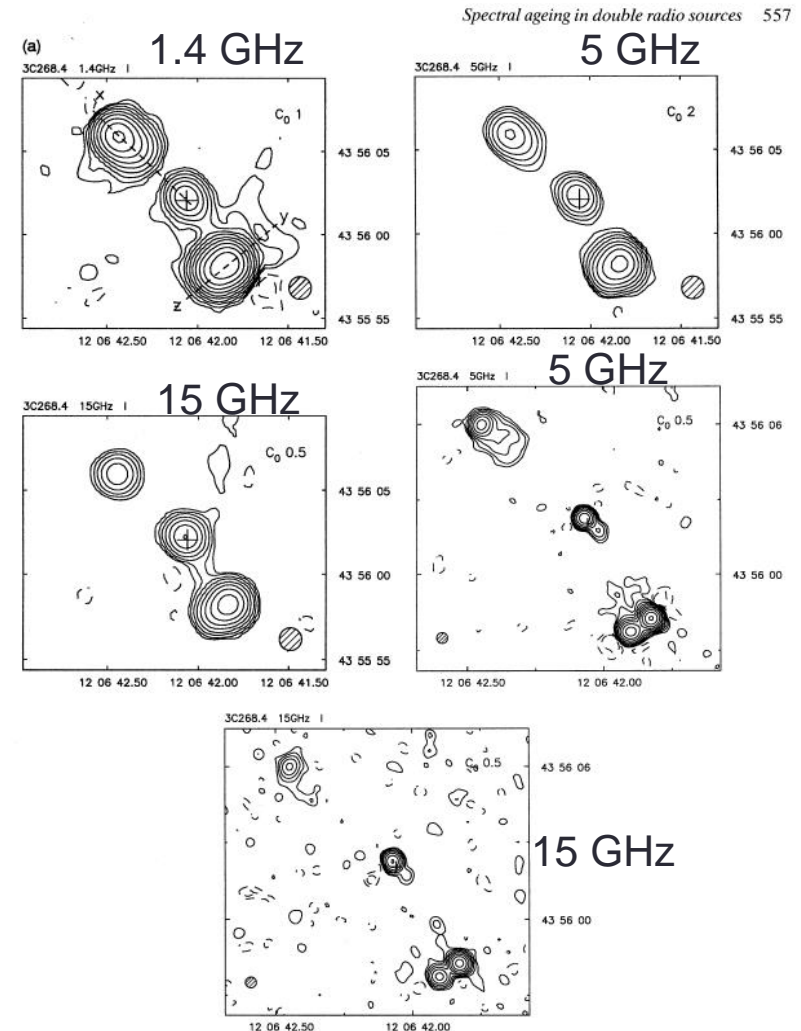 Spectral ageing in double radio sources 557
(a)
1.4 GHz
3C268.4 1.4GHz I
C₀ 1
x
y
z
43 56 05
43 56 00
43 55 55
12 06 42.50 12 06 42.00 12 06 41.50
5 GHz
3C268.4 5GHz I
C₀ 2
43 56 05
43 56 00
43 55 55
12 06 42.50 12 06 42.00 12 06 41.50
15 GHz
3C268.4 15GHz I
C₀ 0.5
43 56 05
43 56 00
43 55 55
12 06 42.50 12 06 42.00 12 06 41.50
5 GHz
3C268.4 5GHz I
C₀ 0.5
43 56 06
43 56 00
12 06 42.50 12 06 42.00
3C268.4 15GHz I
C₀ 0.5
43 56 06
15 GHz
43 56 00
12 06 42.50 12 06 42.00